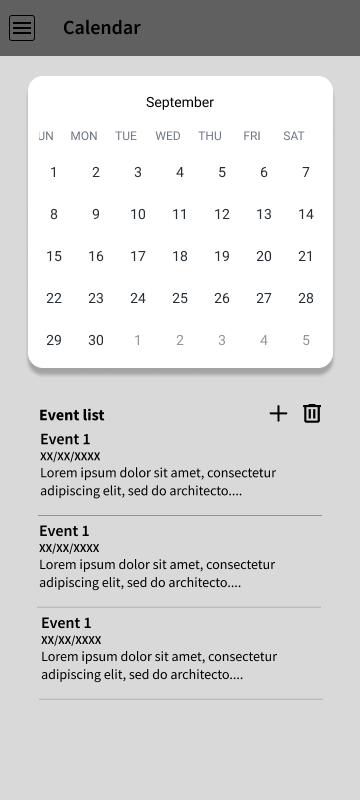 Calendar
September
UN MON TUE WED THU FRI SAT
1 2 3 4 5 6 7
8 9 10 11 12 13 14
15 16 17 18 19 20 21
22 23 24 25 26 27 28
29 30 1 2 3 4 5
Event list
Event 1
XX/XX/XXXX
Lorem ipsum dolor sit amet, consectetur
adipiscing elit, sed do architecto....
Event 1
XX/XX/XXXX
Lorem ipsum dolor sit amet, consectetur
adipiscing elit, sed do architecto....
Event 1
XX/XX/XXXX
Lorem ipsum dolor sit amet, consectetur
adipiscing elit, sed do architecto....